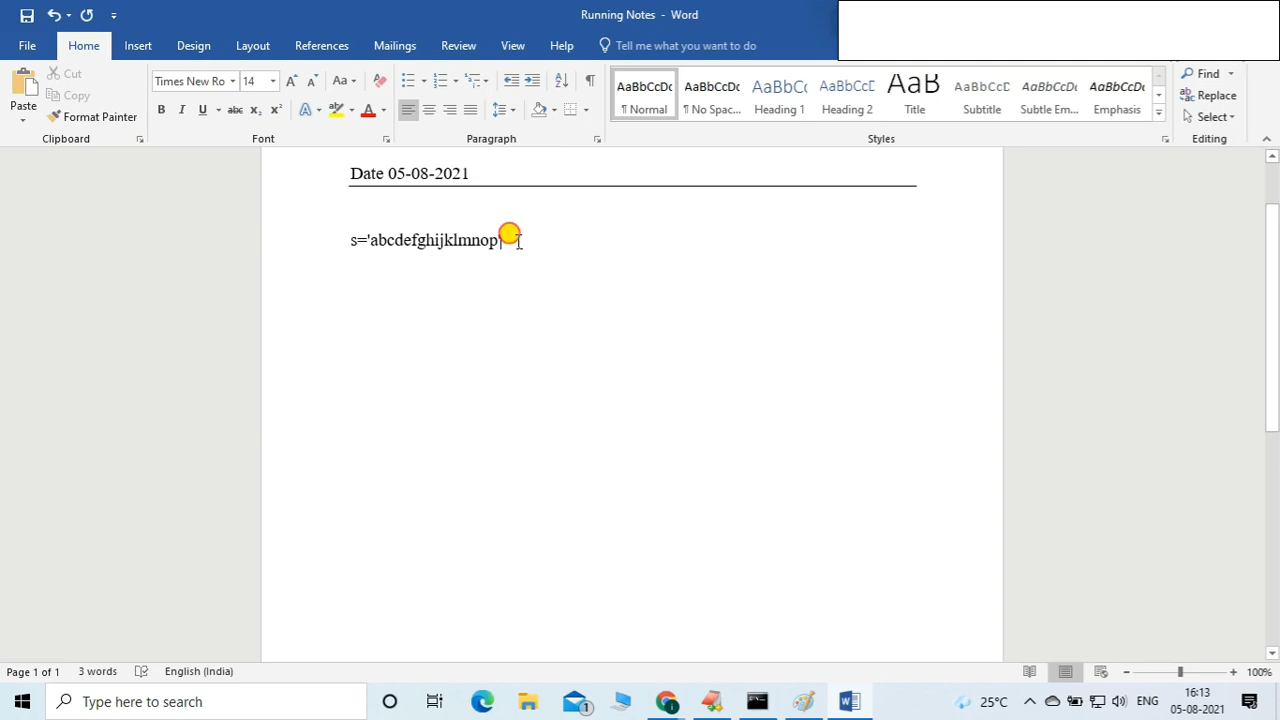 Running Notes - Word
File Home Insert Design Layout References Mailings Review View Help Tell me what you want to do
Paste
Cut
Copy
Format Painter
Clipboard
Times New Ro 14
Font
Paragraph
AaBbCcDc AaBbCcDc AaBbCc AaBbCcD AaB AaBbCcD AaBbCcDc AaBbCcDc
¶ Normal ¶ No Spac... Heading 1 Heading 2 Title Subtitle Subtle Em... Emphasis
Styles
Find
Replace
Select
Editing
Date 05-08-2021
s='abcdefghijklmnop'
Page 1 of 1 3 words English (India) 100%
Type here to search
1
25°C
ENG
16:13
05-08-2021